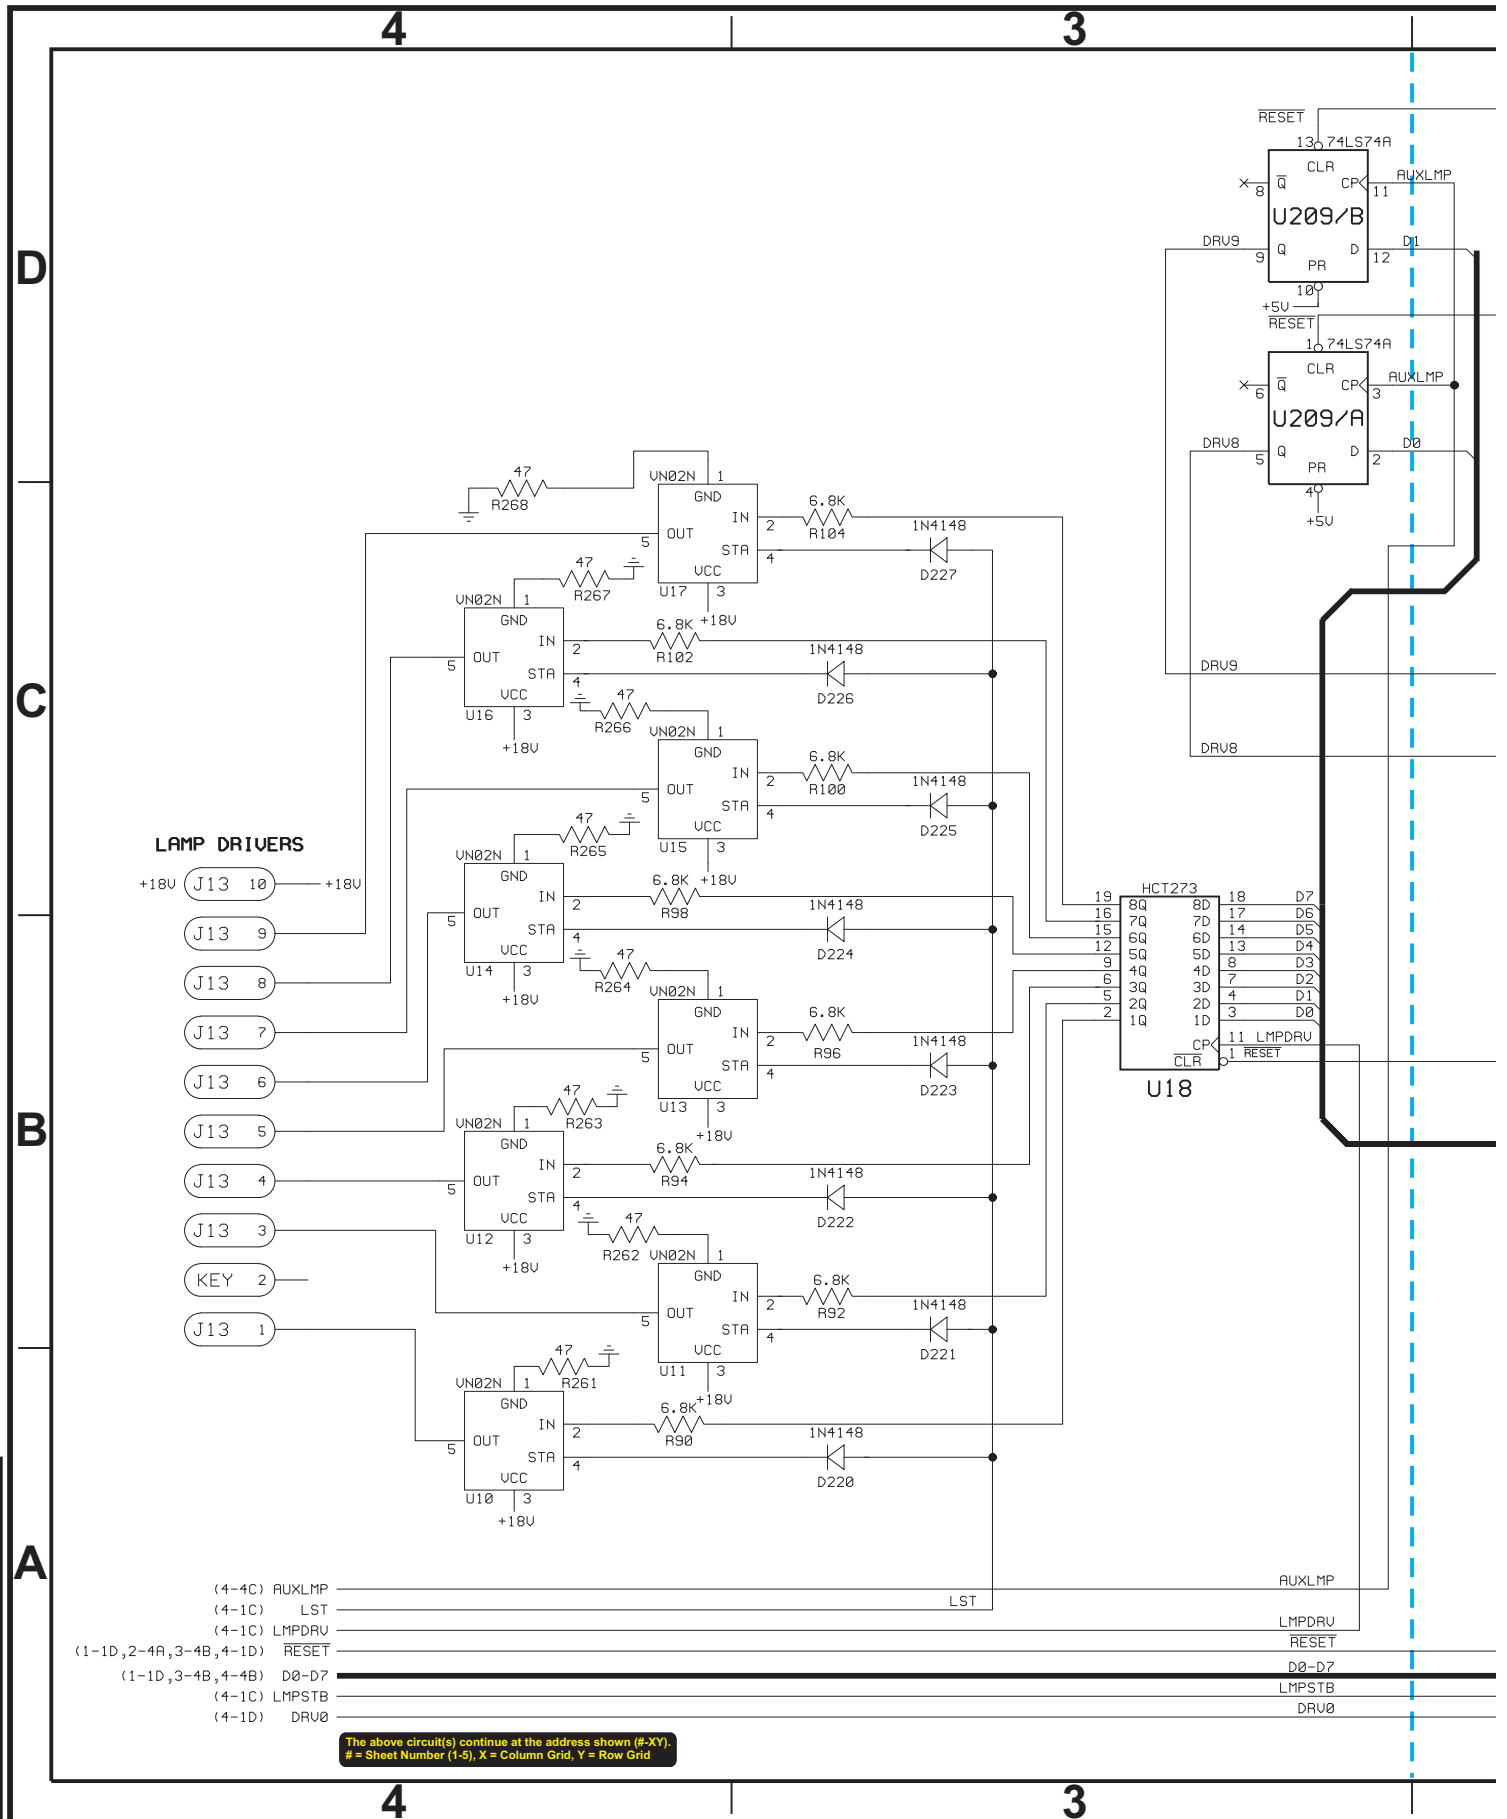 4
3
RESET
13 74LS74A
CLR
8 Q CP 11 AUXLMP
U209/B
DRV9
9 Q D 12 D1
PR
10
+5V
RESET
1 74LS74A
CLR
6 Q CP 3 AUXLMP
U209/A
DRV8
5 Q D 2 D0
PR
4
+5V
D
C
B
A
47
R268
VN02N 1
GND
IN 2
5 OUT
STA 4
VCC
U17 3
+18V
6.8K
R104
1N4148
D227
47
R267
VN02N 1
GND
IN 2
5 OUT
STA 4
VCC
U16 3
+18V
6.8K
R102
1N4148
D226
DRV9
47
R266
VN02N 1
GND
IN 2
5 OUT
STA 4
VCC
U15 3
+18V
6.8K
R100
1N4148
D225
DRV8
47
R265
VN02N 1
GND
IN 2
5 OUT
STA 4
VCC
U14 3
+18V
6.8K
R98
1N4148
D224
47
R264
VN02N 1
GND
IN 2
5 OUT
STA 4
VCC
U13 3
+18V
6.8K
R96
1N4148
D223
47
R263
VN02N 1
GND
IN 2
5 OUT
STA 4
VCC
U12 3
+18V
6.8K
R94
1N4148
D222
47
R262
VN02N 1
GND
IN 2
5 OUT
STA 4
VCC
U11 3
+18V
6.8K
R92
1N4148
D221
47
R261
VN02N 1
GND
IN 2
5 OUT
STA 4
VCC
U10 3
+18V
6.8K
R90
1N4148
D220
LAMP DRIVERS
+18V J13 10 +18V
J13 9
J13 8
J13 7
J13 6
J13 5
J13 4
J13 3
KEY 2
J13 1
HCT273
19 8Q 8D 18 D7
16 7Q 7D 17 D6
15 6Q 6D 14 D5
12 5Q 5D 13 D4
9 4Q 4D 8 D3
6 3Q 3D 7 D2
5 2Q 2D 4 D1
2 1Q 1D 3 D0
CP 11 LMPDRV
CLR 1 RESET
U18
(4-4C) AUXLMP AUXLMP
(4-1C) LST LST
(4-1C) LMPDRV LMPDRV
(1-1D,2-4A,3-4B,4-1D) RESET RESET
(1-1D,3-4B,4-4B) D0-D7 D0-D7
(4-1C) LMPSTB LMPSTB
(4-1D) DRV0 DRV0
The above circuit(s) continue at the address shown (#-XY).
# = Sheet Number (1-5), X = Column Grid, Y = Row Grid
4
3